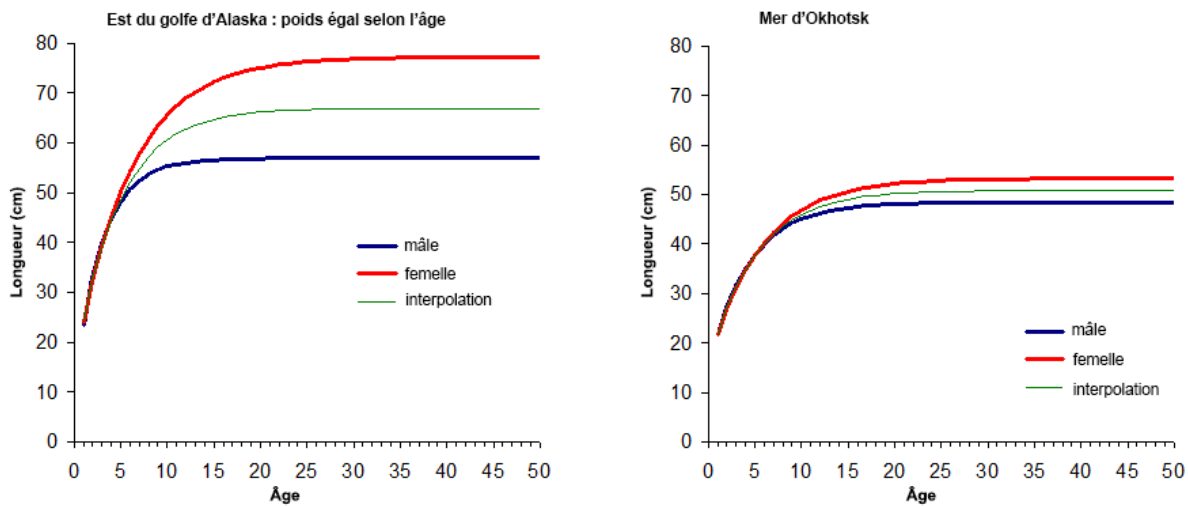 Est du golfe d'Alaska : poids égal selon l'âge
80
70
60
50
40
30
20
10
0
Longueur (cm)
mâle
femelle
interpolation
0 5 10 15 20 25 30 35 40 45 50
Âge
Mer d'Okhotsk
80
70
60
50
40
30
20
10
0
Longueur (cm)
mâle
femelle
interpolation
0 5 10 15 20 25 30 35 40 45 50
Âge